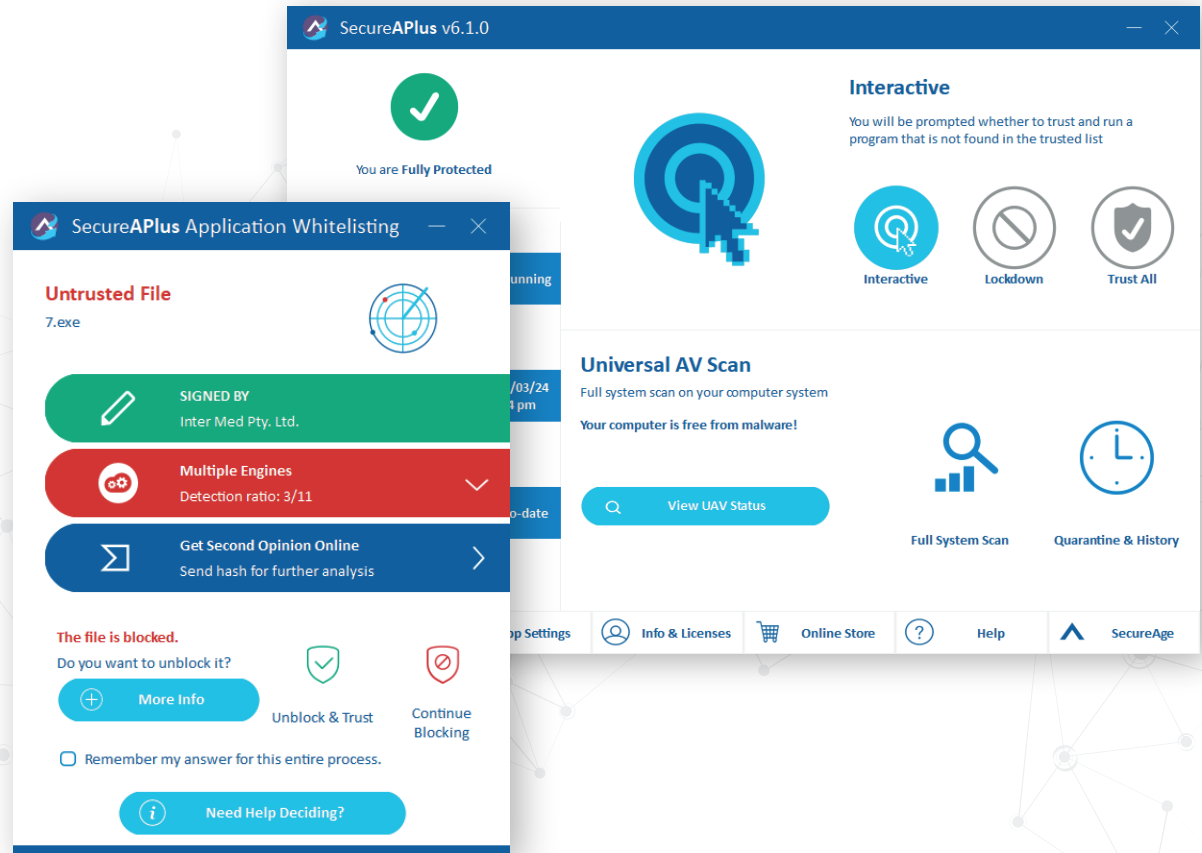 SecureAPlus v6.1.0
You are Fully Protected
Interactive
You will be prompted whether to trust and run a
program that is not found in the trusted list
Interactive
Lockdown
Trust All
Universal AV Scan
Full system scan on your computer system
Your computer is free from malware!
View UAV Status
Full System Scan
Quarantine & History
Settings
Info & Licenses
Online Store
Help
SecureAge
/03/24
pm
SecureAPlus Application Whitelisting
Untrusted File
7.exe
SIGNED BY
Inter Med Pty. Ltd.
Multiple Engines
Detection ratio: 3/11
Get Second Opinion Online
Send hash for further analysis
The file is blocked.
Do you want to unblock it?
More Info
Unblock & Trust
Continue
Blocking
Remember my answer for this entire process.
Need Help Deciding?